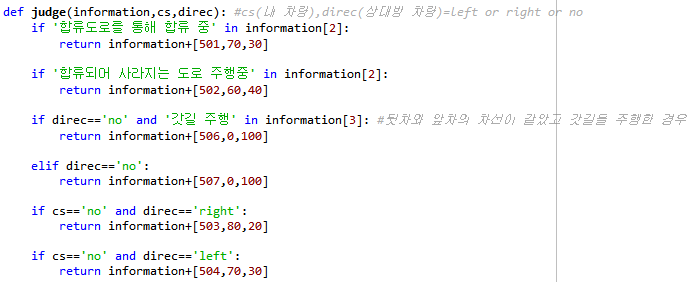 def judge(information,cs,direc): #cs(내 차량),direc(상대방 차량)=left or right or no
    if '합류도로를 통해 합류 중' in information[2]:
        return information+[501,70,30]
    if '합류되어 사라지는 도로 주행중' in information[2]:
        return information+[502,60,40]
    if direc=='no' and '갓길 주행' in information[3]: #뒷차와 앞차의 차선이 같았고 갓길를 주행한 경우
        return information+[506,0,100]
    elif direc=='no':
        return information+[507,0,100]
    if cs=='no' and direc=='right':
        return information+[503,80,20]
    if cs=='no' and direc=='left':
        return information+[504,70,30]